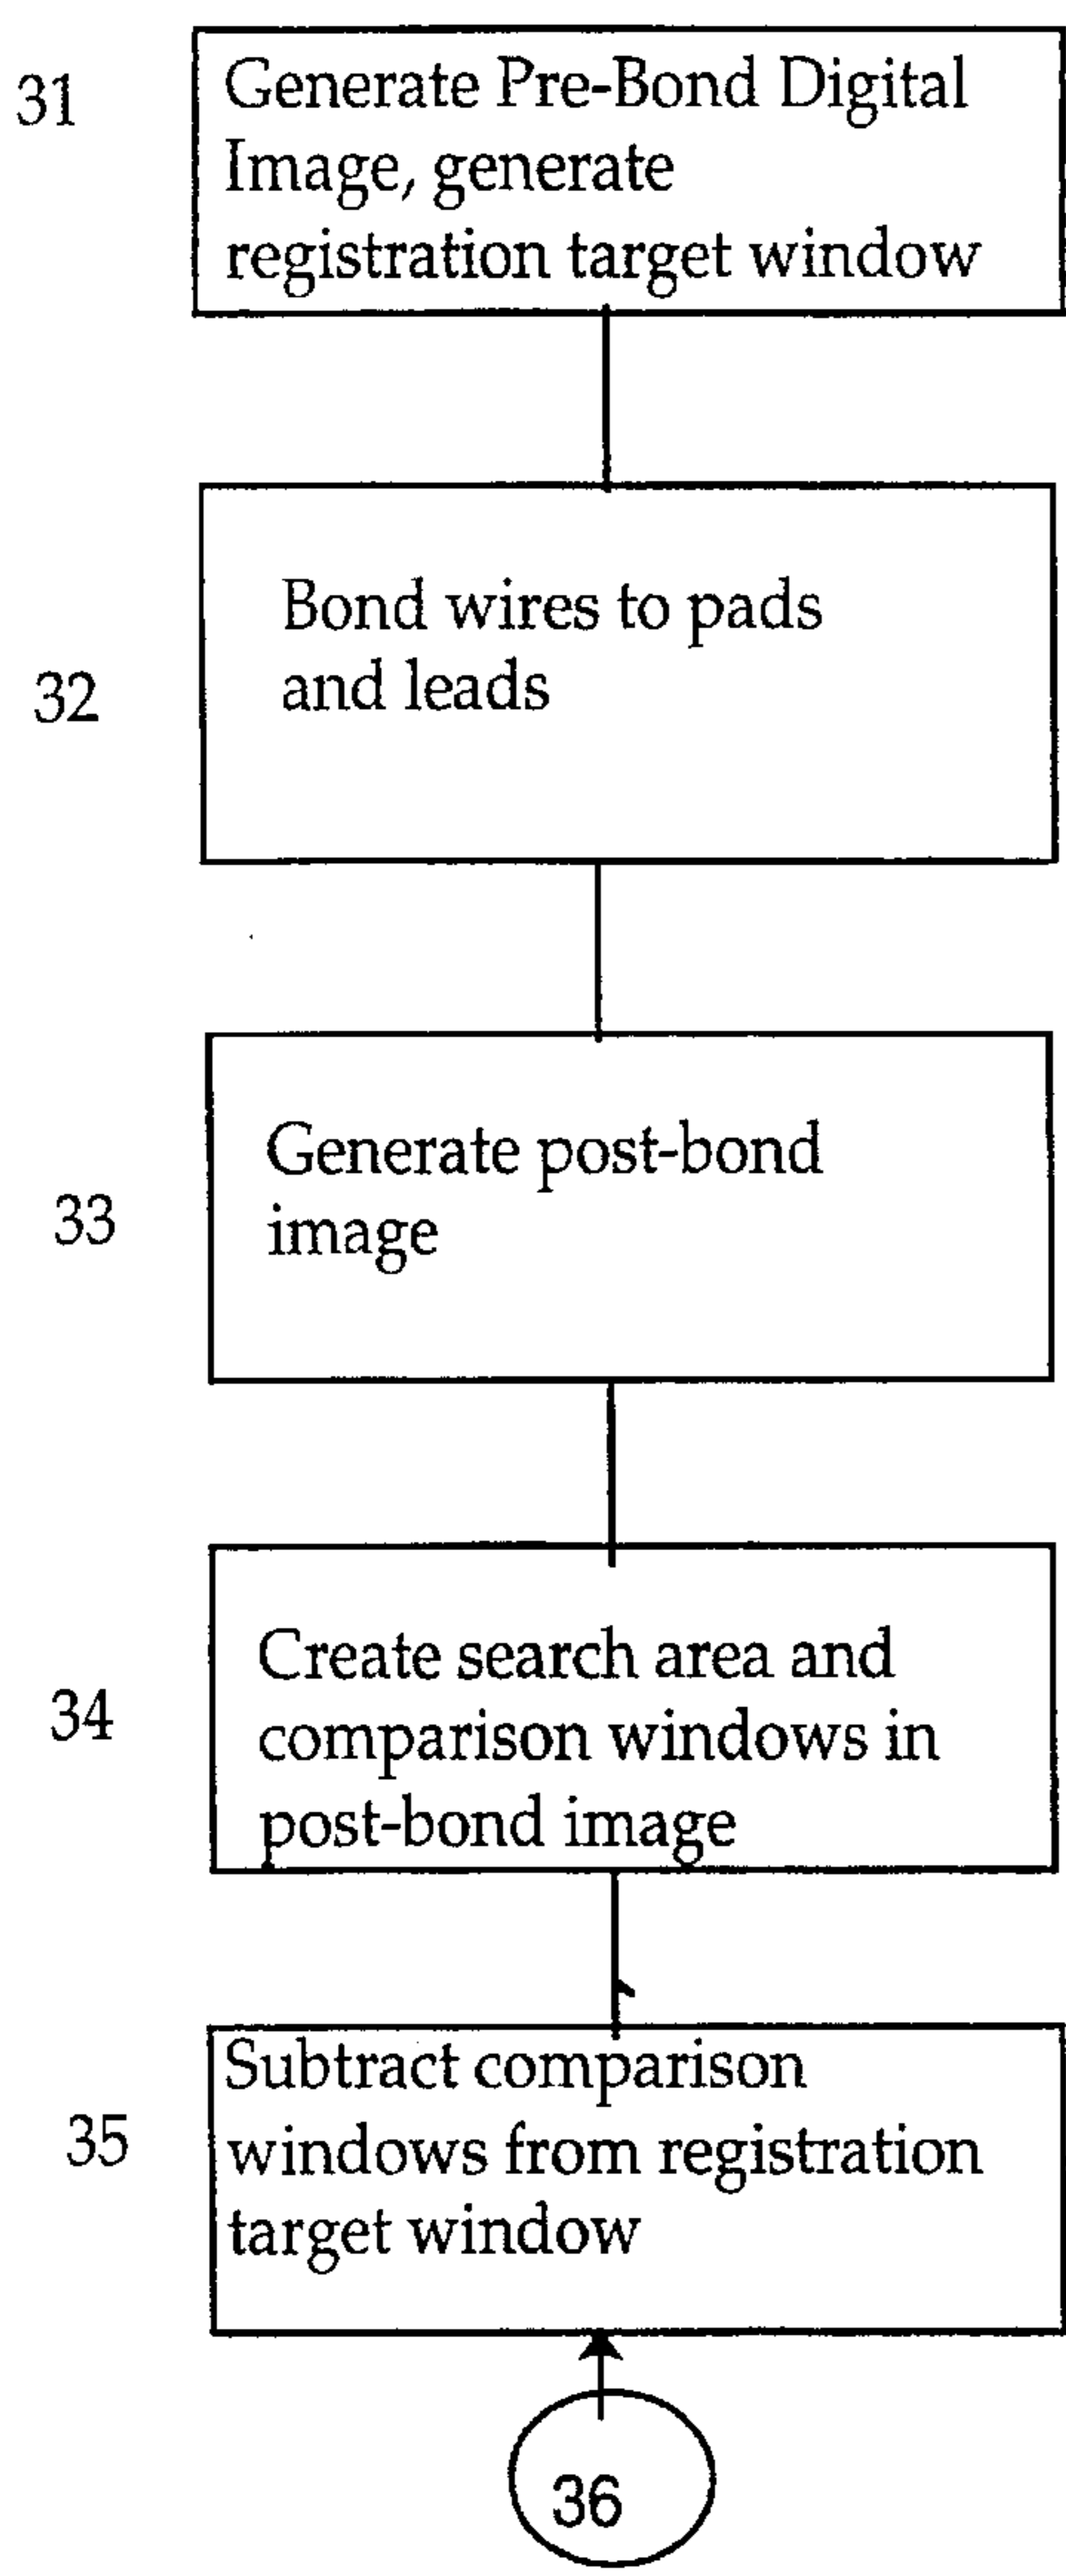 31
Generate Pre-Bond Digital
Image, generate
registration target window
32
Bond wires to pads
and leads
33
Generate post-bond
image
34
Create search area and
comparison windows in
post-bond image
35
Subtract comparison
windows from registration
target window
36